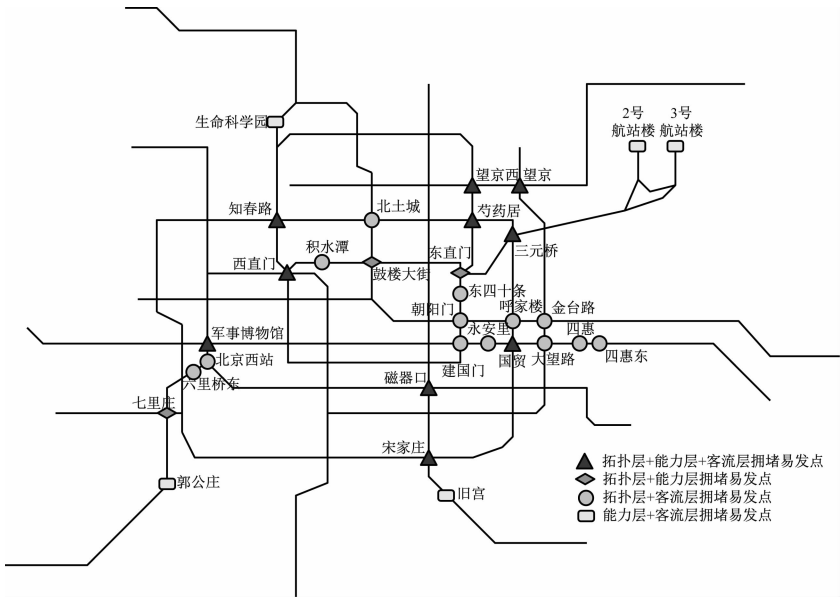 2号
航站楼
3号
航站楼
生命科学园
望京西
望京
知春路
北土城
芍药居
积水潭
东直门
三元桥
西直门
鼓楼大街
东四十条
朝阳门
呼家楼
金台路
军事博物馆
永安里
四惠
北京西站
建国门
国贸
大望路
四惠东
六里桥东
磁器口
七里庄
宋家庄
郭公庄
旧宫
拓扑层+能力层+客流层拥堵易发点
拓扑层+能力层拥堵易发点
拓扑层+客流层拥堵易发点
能力层+客流层拥堵易发点